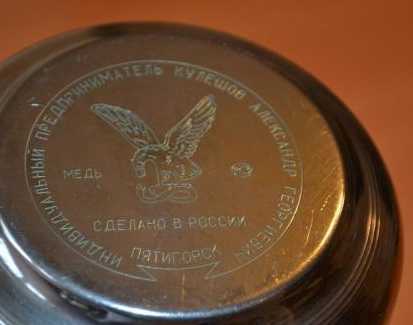 ИНДИВИДУАЛЬНЫЙ ПРЕДПРИНИМАТЕЛЬ КУЛЕШОВ АЛЕКСАНДР ГЕОРГИЕВИЧ
МЕДЬ
СДЕЛАНО В РОССИИ
ПЯТИГОРСК